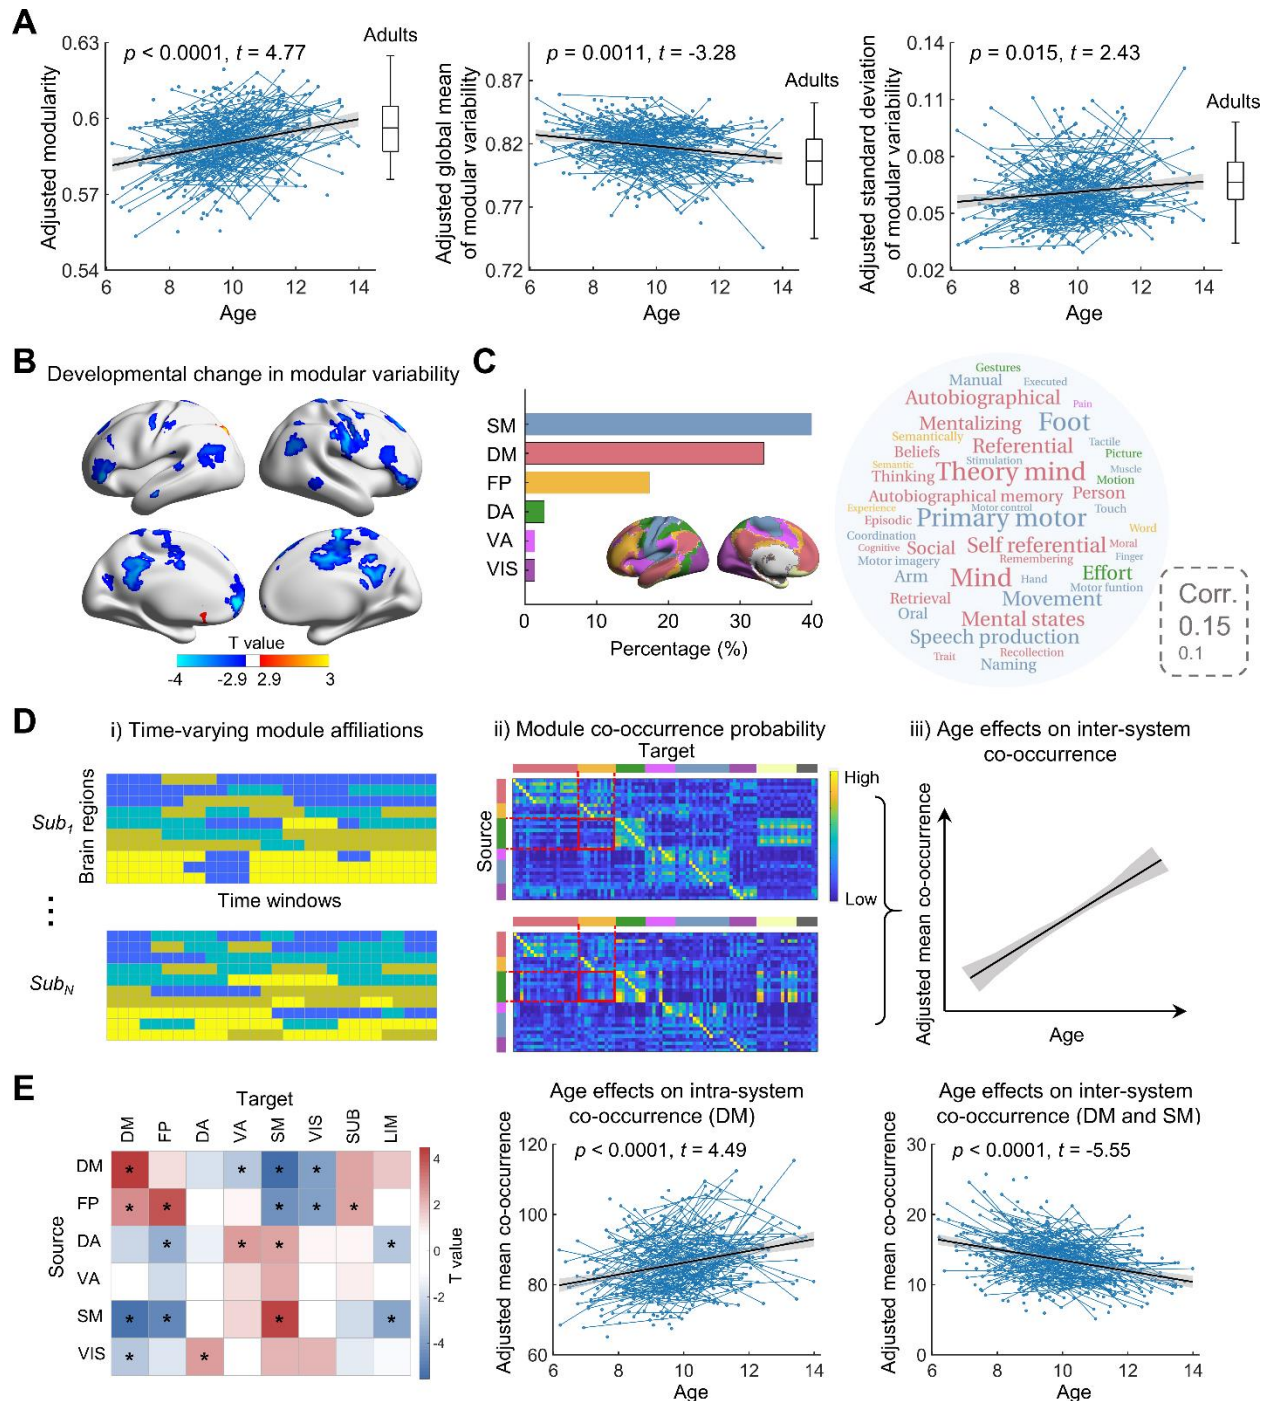 A
p < 0.0001, t = 4.77
Adults
0.63
0.6
0.57
0.54
Adjusted modularity
6 8 10 12 14
Age
p = 0.0011, t = -3.28
Adults
0.87
0.82
0.77
0.72
Adjusted global mean
of modular variability
6 8 10 12 14
Age
p = 0.015, t = 2.43
Adults
0.14
0.11
0.08
0.05
0.02
Adjusted standard deviation
of modular variability
6 8 10 12 14
Age
B
Developmental change in modular variability
T value
-4 -2.9 2.9 3
C
SM
DM
FP
DA
VA
VIS
0 10 20 30 40
Percentage (%)
Gestures
Manual Executed
Autobiographical Pain
Mentalizing Foot
Semantically Referential Tactile
Beliefs Stimulation Picture
Semantic Theory mind Muscle
Thinking Motion
Autobiographical memory Person
Experience Motor control Touch
Episodic Primary motor Word
Coordination
Cognitive Social Self referential Moral
Motor imagery Remembering Finger
Arm Mind Hand Effort
Motor funtion
Retrieval Movement
Oral Mental states
Speech production
Trait Recollection
Naming
Corr.
0.15
0.1
D
i) Time-varying module affiliations
Sub1
Brain regions
Time windows
⋮
SubN
ii) Module co-occurrence probability
Target
Source
High
Low
iii) Age effects on inter-system
co-occurrence
Adjusted mean co-occurrence
Age
E
Target
DM FP DA VA SM VIS SUB LIM
Source
DM * * * *
FP * * * * *
DA * * * *
VA
SM * * * *
VIS * *
4
2
0
-2
-4
T value
Age effects on intra-system
co-occurrence (DM)
p < 0.0001, t = 4.49
120
100
80
60
Adjusted mean co-occurrence
6 8 10 12 14
Age
Age effects on inter-system
co-occurrence (DM and SM)
p < 0.0001, t = -5.55
30
20
10
0
Adjusted mean co-occurrence
6 8 10 12 14
Age